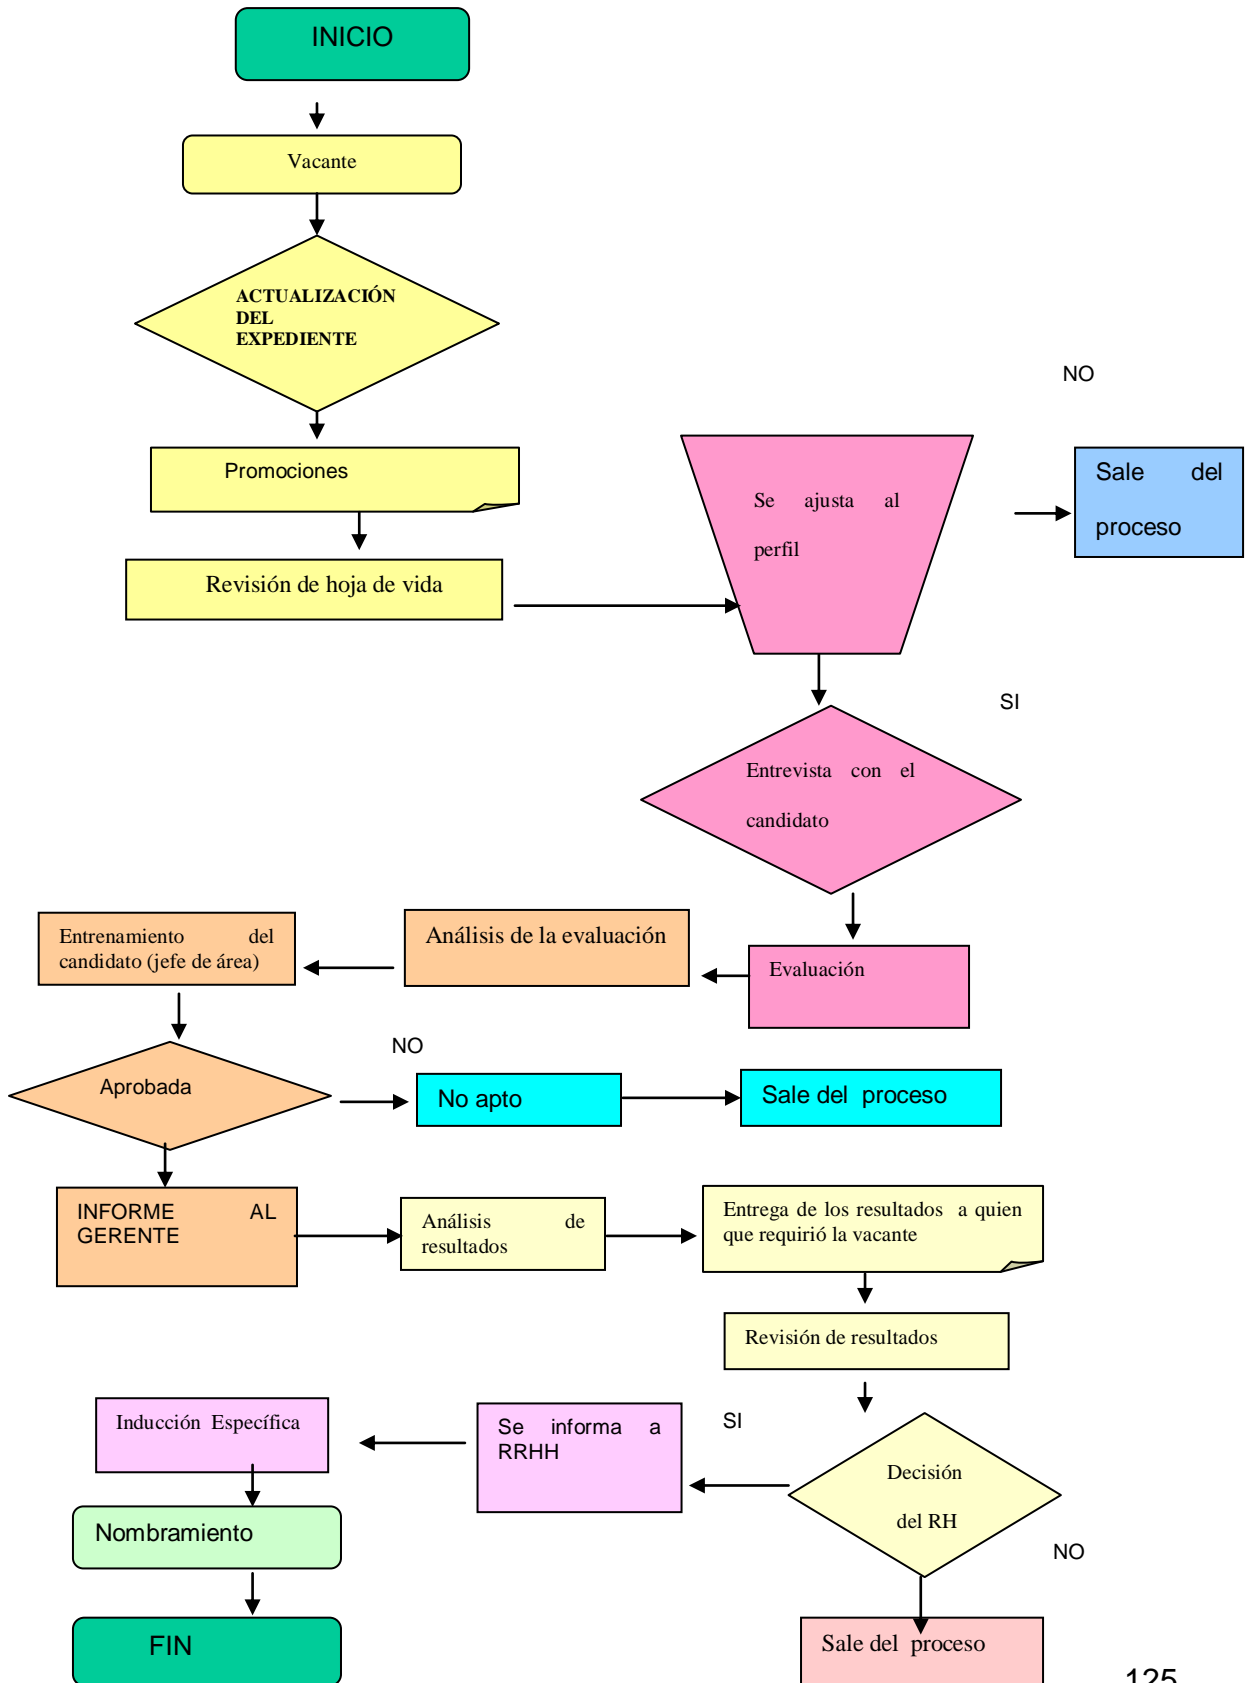 INICIO
Vacante
ACTUALIZACIÓN
DEL
EXPEDIENTE
Promociones
Revisión de hoja de vida
Se ajusta al
perfil
NO
Sale del
proceso
SI
Entrevista con el
candidato
Evaluación
Análisis de la evaluación
Entrenamiento del
candidato (jefe de área)
Aprobada
NO
No apto
Sale del proceso
INFORME AL
GERENTE
Análisis de
resultados
Entrega de los resultados a quien
que requirió la vacante
Revisión de resultados
Decisión
del RH
SI
Se informa a
RRHH
Inducción Específica
Nombramiento
FIN
NO
Sale del proceso
125